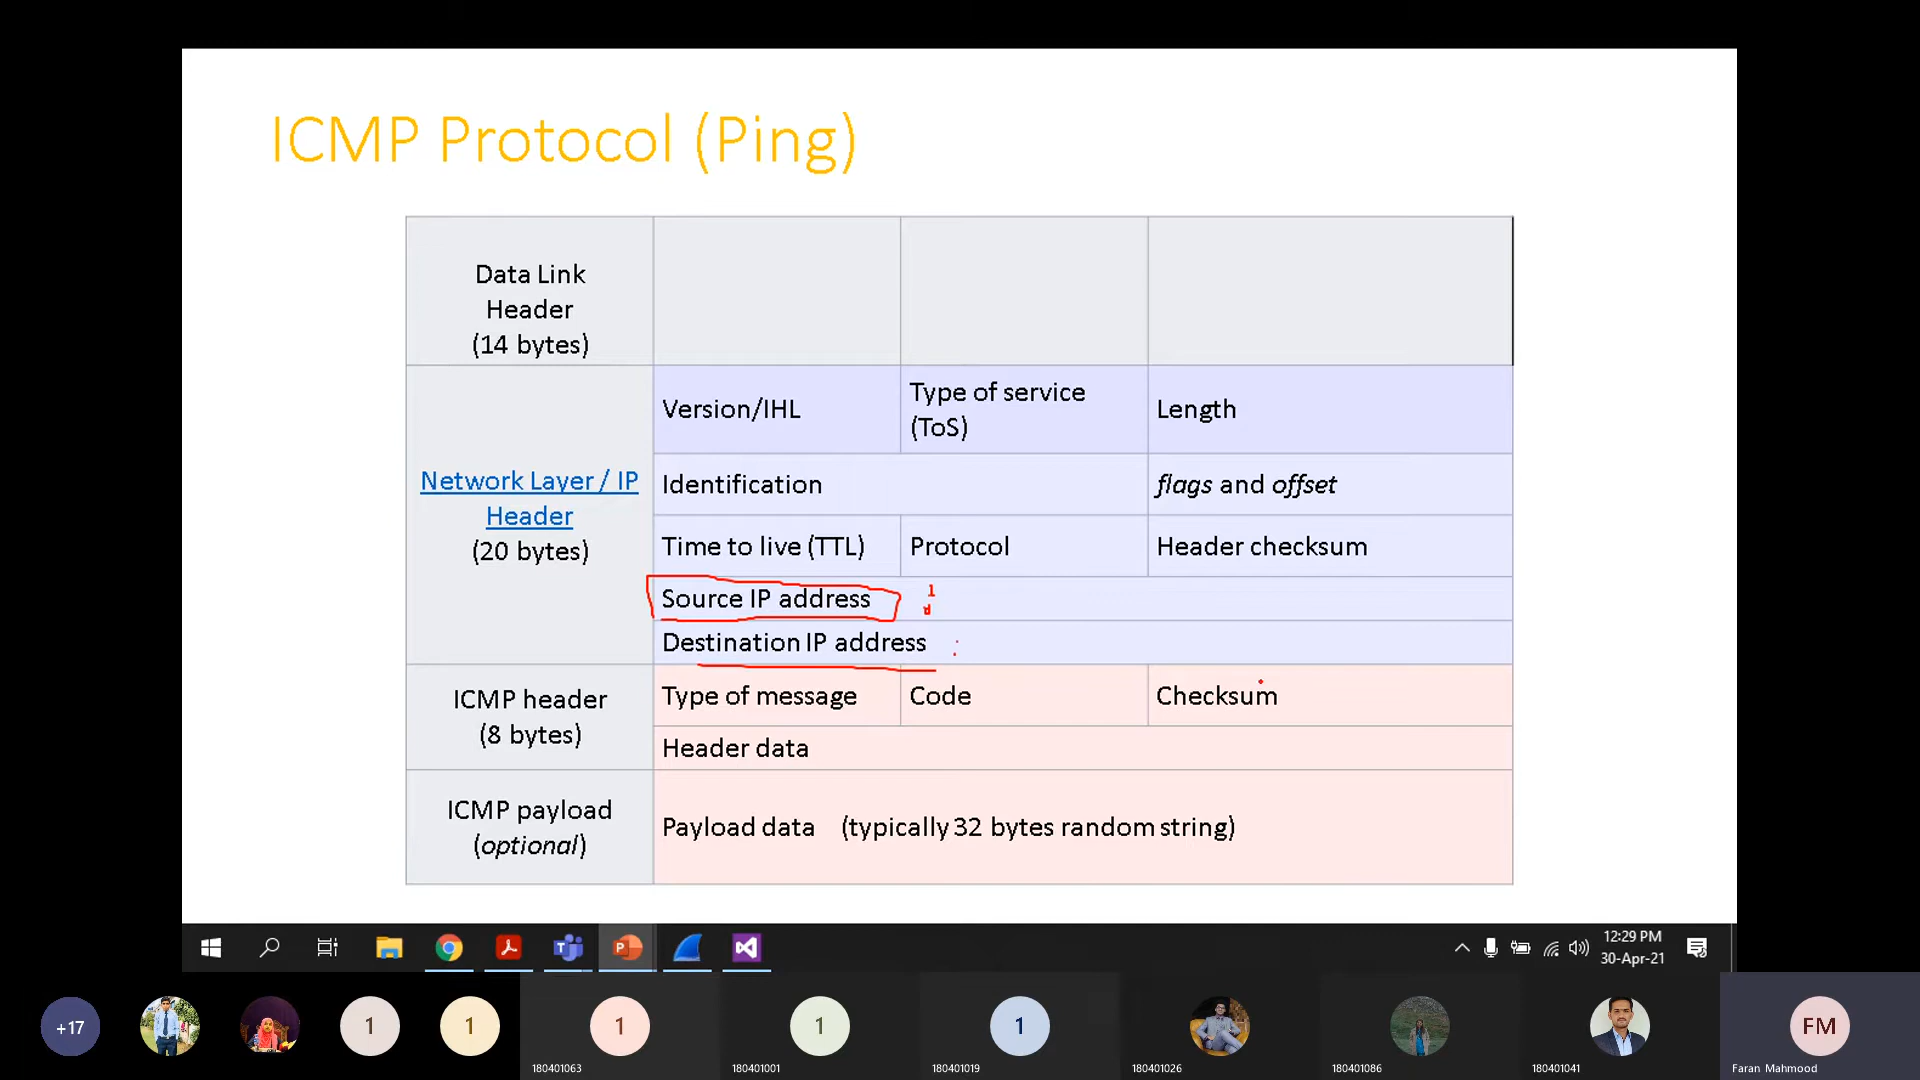 ICMP Protocol (Ping)
Data Link
Header
(14 bytes)
Network Layer / IP
Header
(20 bytes)
Version/IHL
Type of service
(ToS)
Length
Identification
flags and offset
Time to live (TTL)
Protocol
Header checksum
Source IP address
Destination IP address
ICMP header
(8 bytes)
Type of message
Code
Checksum
Header data
ICMP payload
(optional)
Payload data (typically 32 bytes random string)
12:29 PM
30-Apr-21
+17
1
1
1
1
1
FM
180401063
180401001
180401019
180401026
180401086
180401041
Faran Mahmood